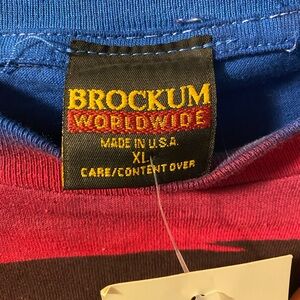 BROCKUM
WORLDWIDE
MADE IN U.S.A.
XL
CARE/CONTENT OVER